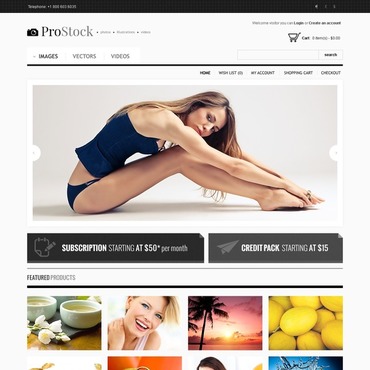 Telephone: +1 800 603 6035
Welcome visitor you can Login or Create an account
ProStock • photos • illustrations • videos
Cart 0 item(s) - $0.00
IMAGES VECTORS VIDEOS
search
HOME WISH LIST (0) MY ACCOUNT SHOPPING CART CHECKOUT
SUBSCRIPTION STARTING AT $50* per month
CREDIT PACK STARTING AT $15
FEATURED PRODUCTS